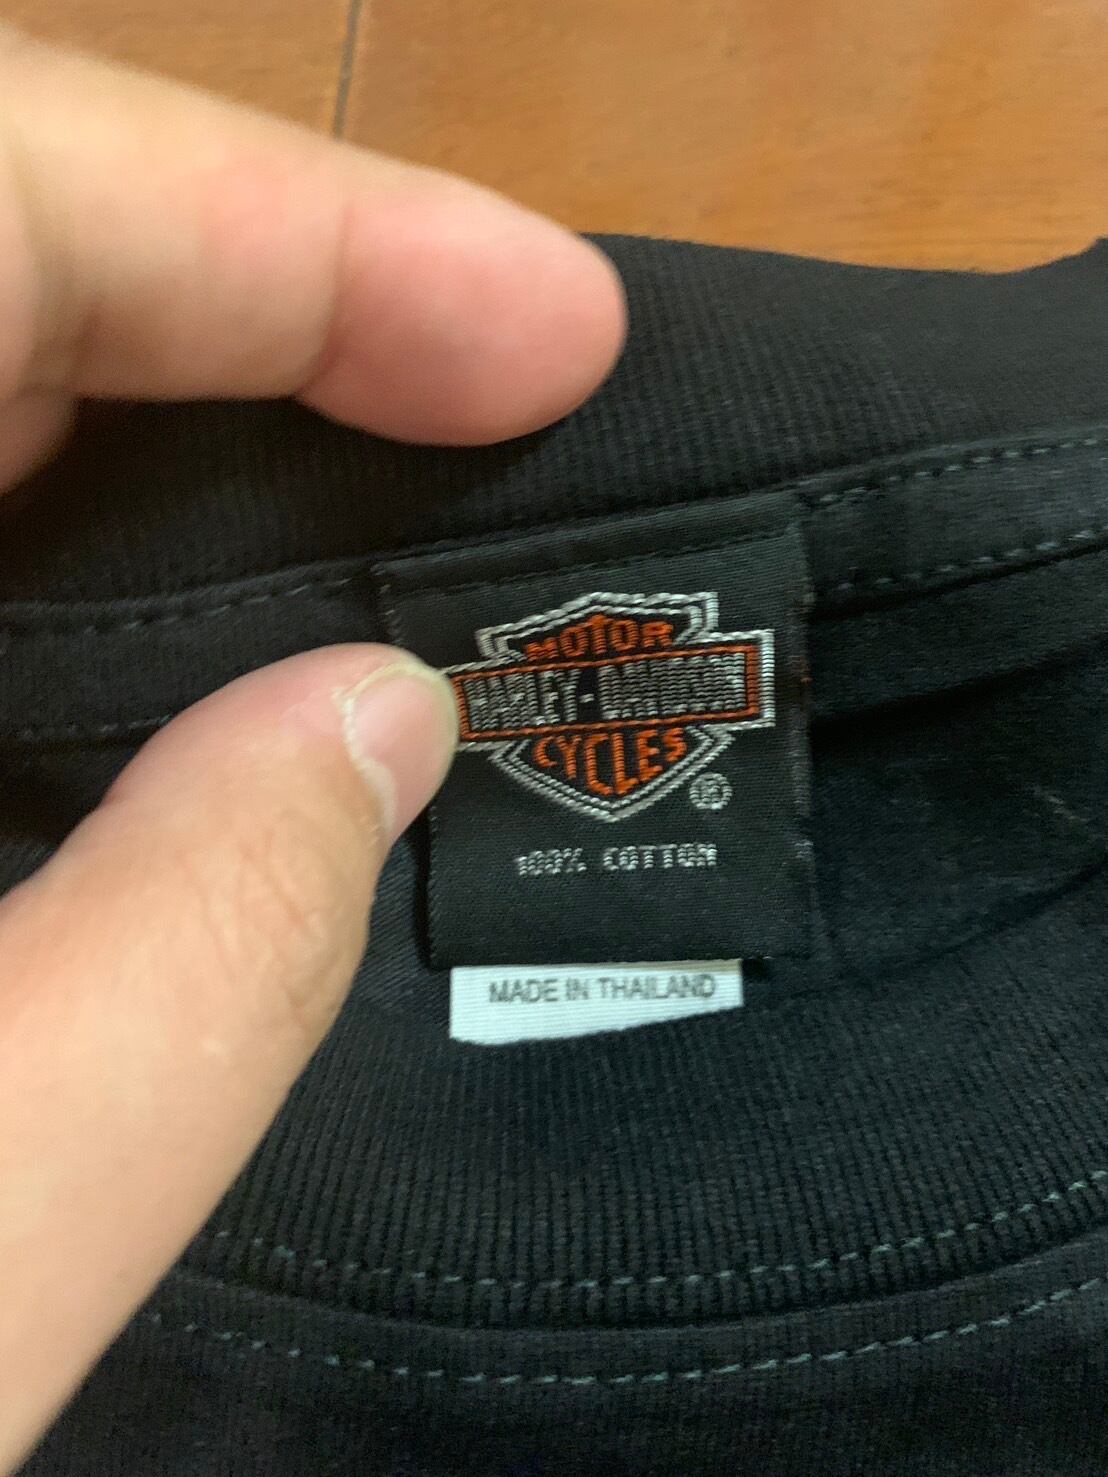 MOTOR
HARLEY-DAVIDSON
CYCLES
®
100% COTTON
MADE IN THAILAND